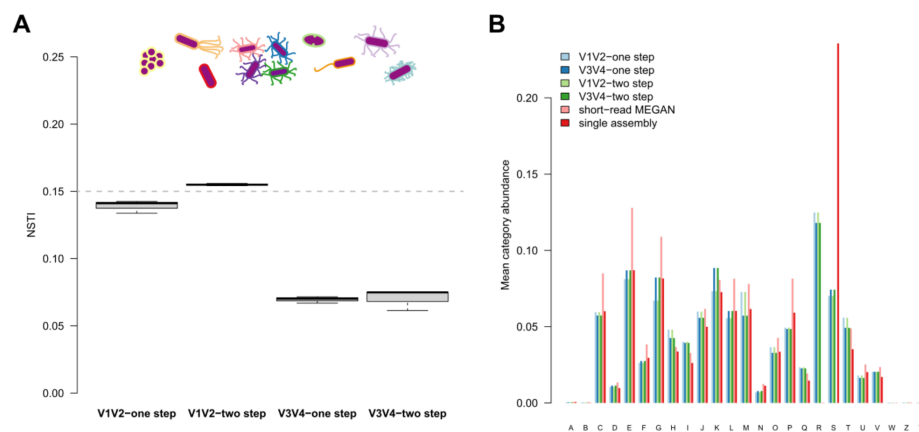 A
0.25
0.20
0.15
0.10
0.05
0.00
NSTI
V1V2−one step
V1V2−two step
V3V4−one step
V3V4−two step
B
V1V2−one step
V3V4−one step
V1V2−two step
V3V4−two step
short−read MEGAN
single assembly
0.20
0.15
0.10
0.05
0.00
Mean category abundance
A B C D E F G H I J K L M N O P Q R S T U V W Z